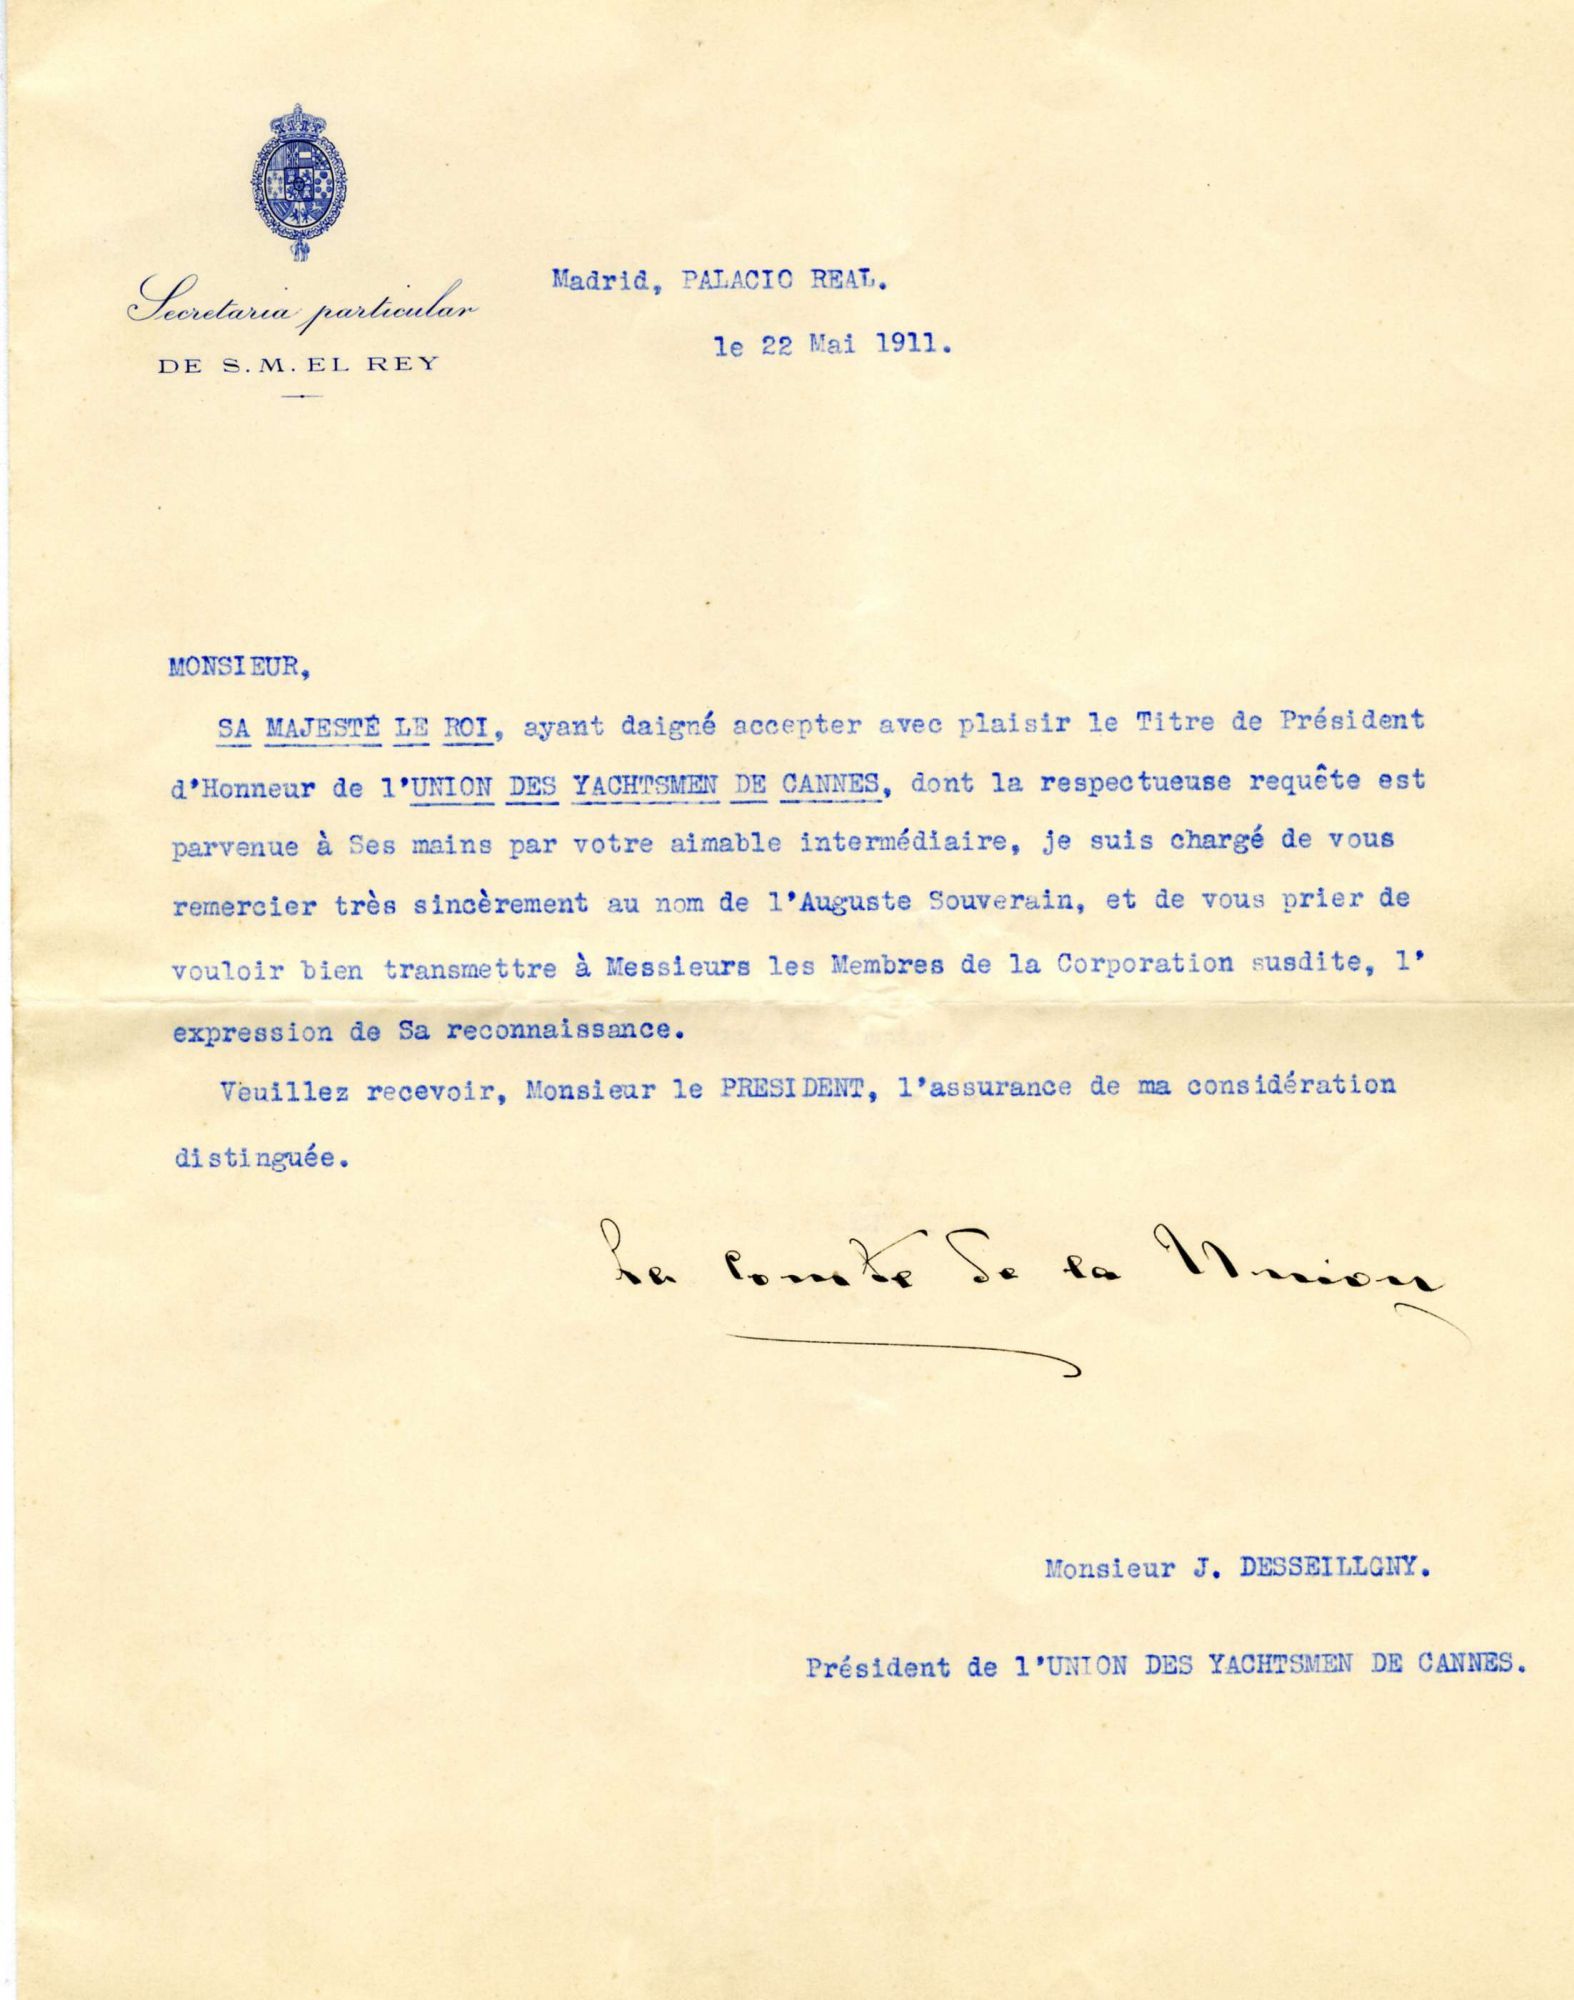 Secretaria particular
DE S. M. EL REY
Madrid, PALACIO REAL.
le 22 Mai 1911.
MONSIEUR,
SA MAJESTÉ LE ROI, ayant daigné accepter avec plaisir le Titre de Président
d'Honneur de l'UNION DES YACHTSMEN DE CANNES, dont la respectueuse requête est
parvenue à Ses mains par votre aimable intermédiaire, je suis chargé de vous
remercier très sincèrement au nom de l'Auguste Souverain, et de vous prier de
vouloir bien transmettre à Messieurs les Membres de la Corporation susdite, l'
expression de Sa reconnaissance.
Veuillez recevoir, Monsieur le PRESIDENT, l'assurance de ma considération
distinguée.
Le Comte de la Union
Monsieur J. DESSEILLGNY.
Président de l'UNION DES YACHTSMEN DE CANNES.